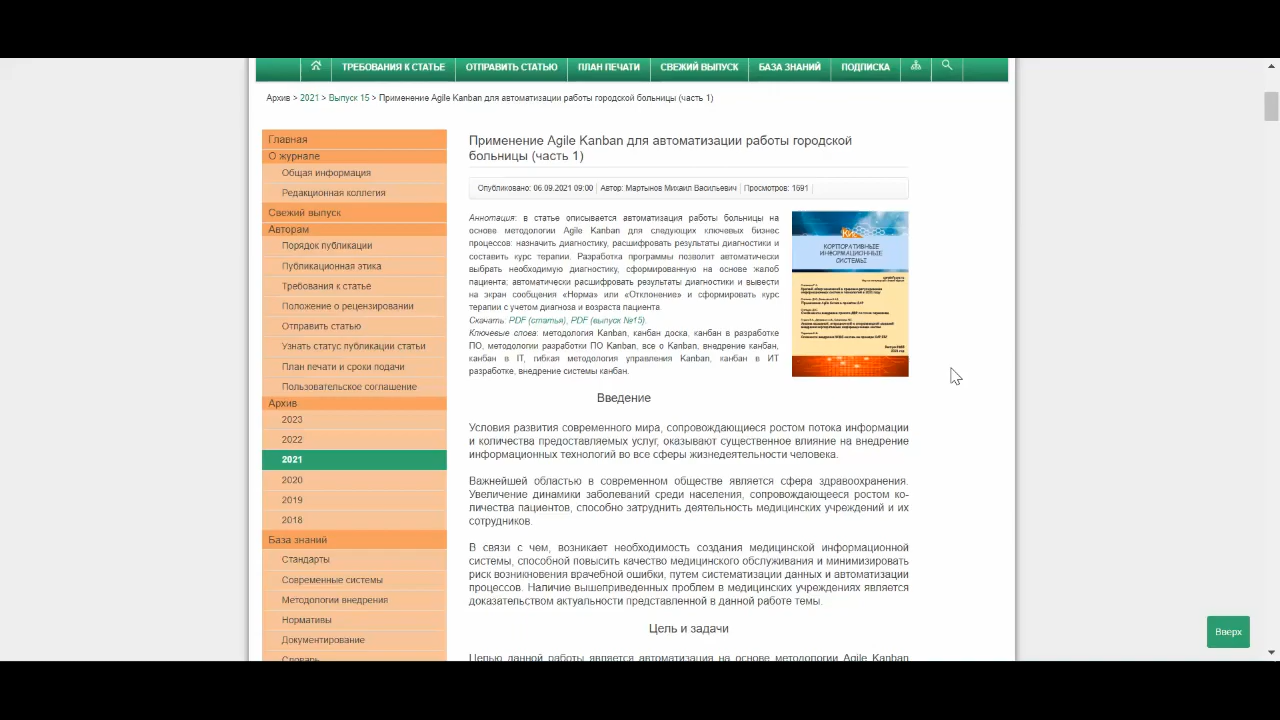 ТРЕБОВАНИЯ К СТАТЬЕ ОТПРАВИТЬ СТАТЬЮ ПЛАН ПЕЧАТИ СВЕЖИЙ ВЫПУСК БАЗА ЗНАНИЙ ПОДПИСКА
Архив > 2021 > Выпуск 15 > Применение Agile Kanban для автоматизации работы городской больницы (часть 1)
Главная
О журнале
Общая информация
Редакционная коллегия
Свежий выпуск
Авторам
Порядок публикации
Публикационная этика
Требования к статье
Положение о рецензировании
Отправить статью
Узнать статус публикации статьи
План печати и сроки подачи
Пользовательское соглашение
Архив
2023
2022
2021
2020
2019
2018
База знаний
Стандарты
Современные системы
Методологии внедрения
Нормативы
Документирование
Словарь
Применение Agile Kanban для автоматизации работы городской
больницы (часть 1)
Опубликовано: 06.09.2021 09:00 Автор: Мартынов Михаил Васильевич Просмотров: 1691
Аннотация: в статье описывается автоматизация работы больницы на
основе методологии Agile Kanban для следующих ключевых бизнес
процессов: назначить диагностику, расшифровать результаты диагностики и
составить курс терапии. Разработка программы позволит автоматически
выбрать необходимую диагностику, сформированную на основе жалоб
пациента; автоматически расшифровать результаты диагностики и вывести
на экран сообщения «Норма» или «Отклонение» и сформировать курс
терапии с учетом диагноза и возраста пациента.
Скачать: PDF (статья), PDF (выпуск №15).
Ключевые слова: методология Kanban, канбан доска, канбан в разработке
ПО, методологии разработки ПО Kanban, все о Kanban, внедрение канбан,
канбан в IT, гибкая методология управления Kanban, канбан в ИТ
разработке, внедрение системы канбан.
КИС
КОРПОРАТИВНЫЕ
ИНФОРМАЦИОННЫЕ
СИСТЕМЫ
Введение
Условия развития современного мира, сопровождающиеся ростом потока информации
и количества предоставляемых услуг, оказывают существенное влияние на внедрение
информационных технологий во все сферы жизнедеятельности человека.
Важнейшей областью в современном обществе является сфера здравоохранения.
Увеличение динамики заболеваний среди населения, сопровождающееся ростом ко-
личества пациентов, способно затруднить деятельность медицинских учреждений и их
сотрудников.
В связи с чем, возникает необходимость создания медицинской информационной
системы, способной повысить качество медицинского обслуживания и минимизировать
риск возникновения врачебной ошибки, путем систематизации данных и автоматизации
процессов. Наличие вышеприведенных проблем в медицинских учреждениях является
доказательством актуальности представленной в данной работе темы.
Цель и задачи
Целью данной работы является автоматизация на основе методологии Agile Kanban
Вверх